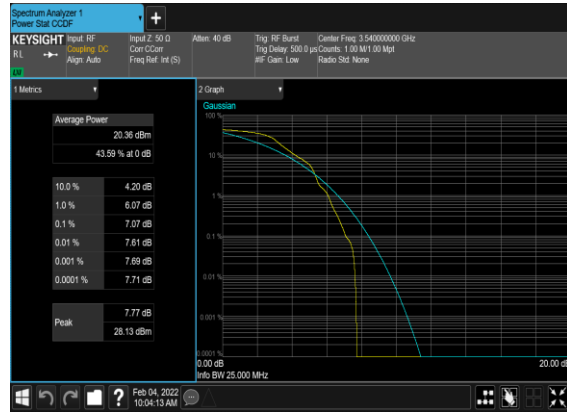 Spectrum Analyzer 1
Power Stat CCDF
+
KEYSIGHT
RL
Input: RF
Coupling: DC
Align: Auto
Input Z: 50 Ω
Corr CCorr
Freq Ref: Int (S)
Atten: 40 dB
Trig: RF Burst
Trig Delay: 500.0 µs
#IF Gain: Low
Center Freq: 3.540000000 GHz
Counts: 1.00 M/1.00 Mpt
Radio Std: None
1 Metrics
Average Power
20.36 dBm
43.59 % at 0 dB
10.0 % 4.20 dB
1.0 % 6.07 dB
0.1 % 7.07 dB
0.01 % 7.61 dB
0.001 % 7.69 dB
0.0001 % 7.71 dB
Peak
7.77 dB
28.13 dBm
2 Graph
Gaussian
100 %
10 %
1 %
0.1 %
0.01 %
0.001 %
0.0001 %
0.00 dB
20.00 dB
Info BW 25.000 MHz
?
Feb 04, 2022
10:04:13 AM